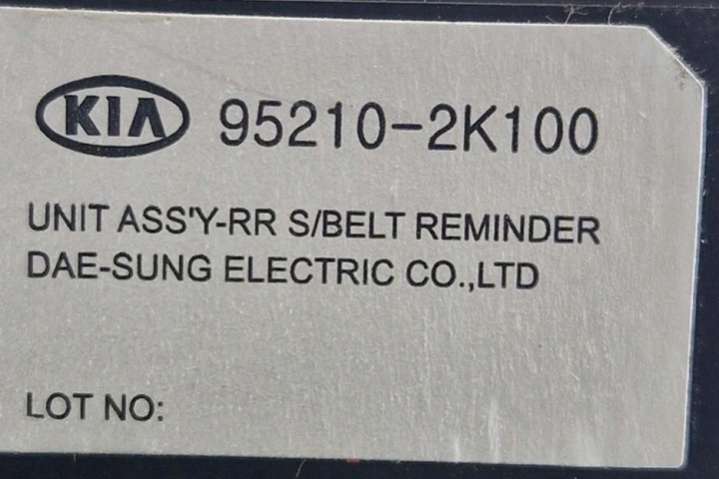 KIA 95210-2K100
UNIT ASS'Y-RR S/BELT REMINDER
DAE-SUNG ELECTRIC CO.,LTD
LOT NO: